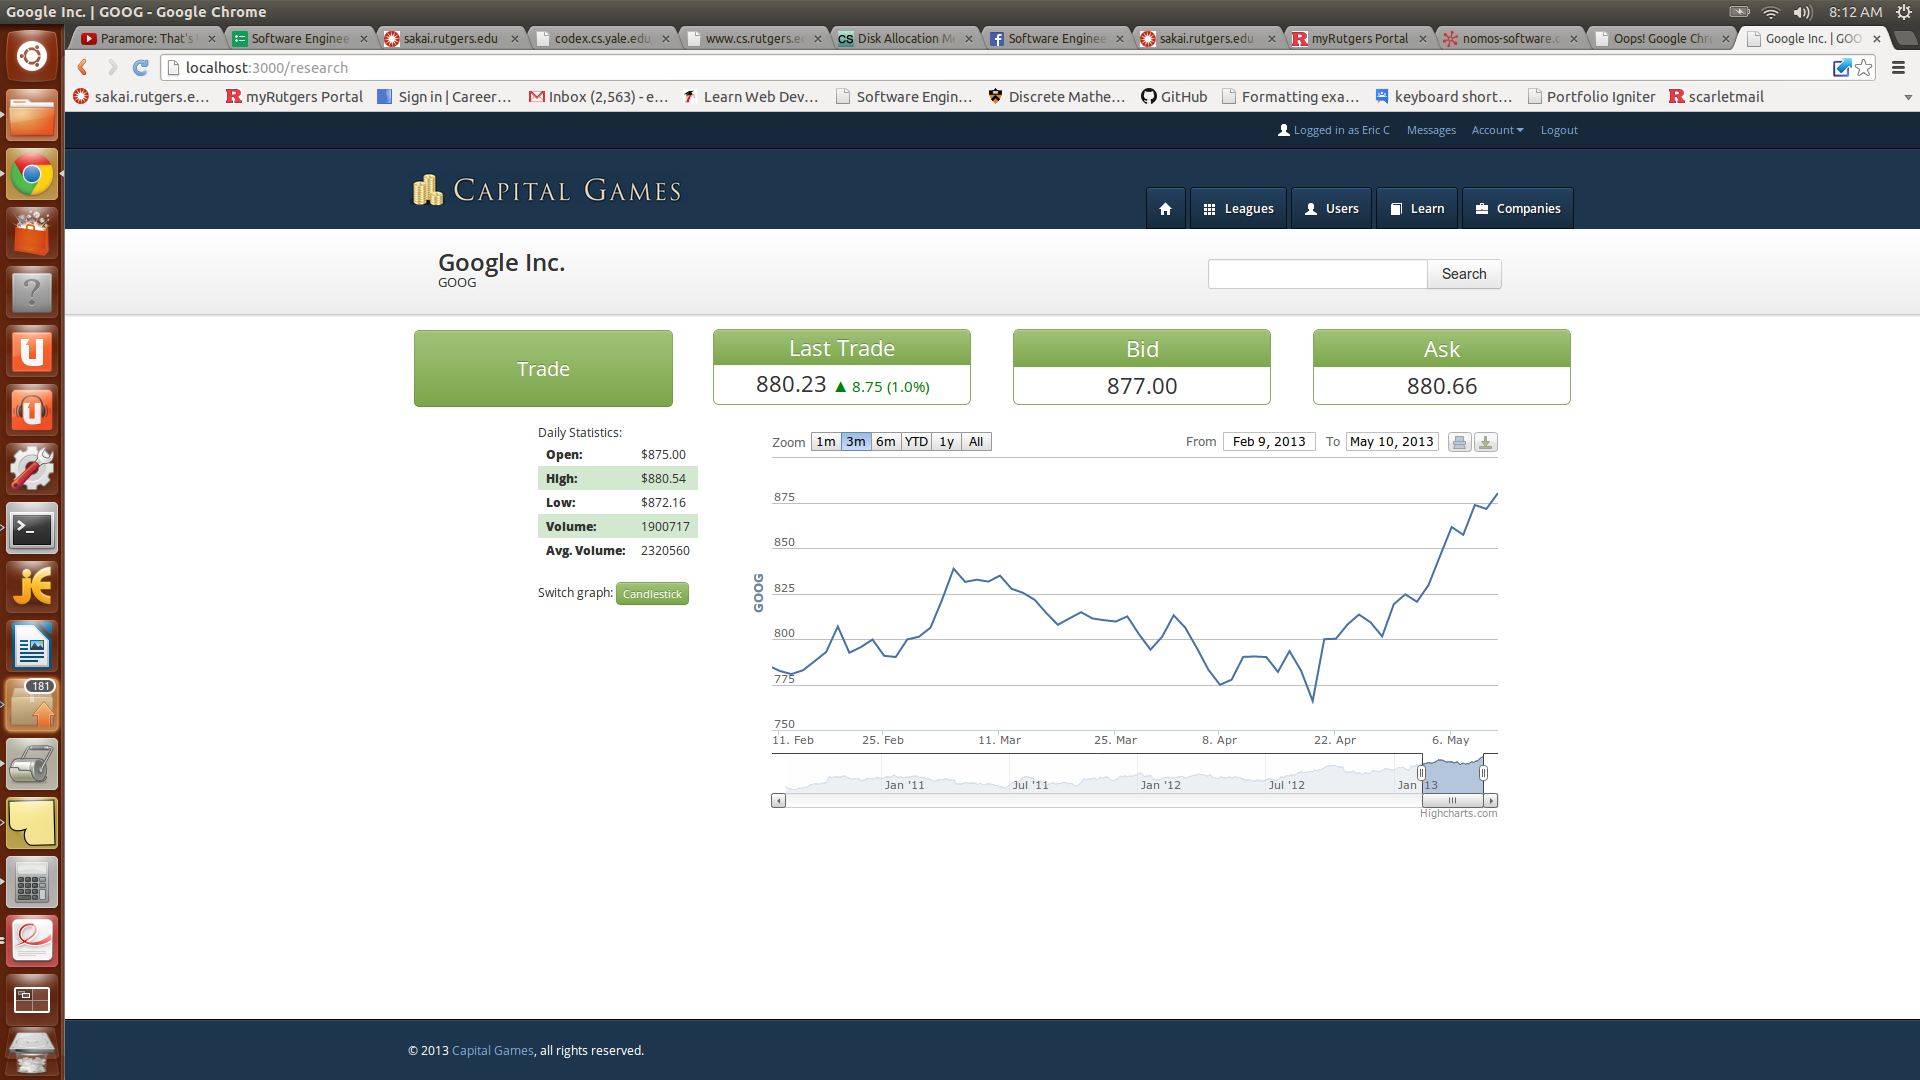 Google Inc. | GOOG - Google Chrome
8:12 AM
Paramore: That's
Software Enginee
sakai.rutgers.edu
codex.cs.yale.edu
www.cs.rutgers.e
Disk Allocation M
Software Enginee
sakai.rutgers.edu
myRutgers Portal
nomos-software.c
Oops! Google Chr
Google Inc. | GOO
localhost:3000/research
sakai.rutgers.e...
myRutgers Portal
Sign in | Career...
Inbox (2,563) - e...
Learn Web Dev...
Software Engin...
Discrete Mathe...
GitHub
Formatting exa...
keyboard short...
Portfolio Igniter
scarletmail
Logged in as Eric C
Messages
Account
Logout
CAPITAL GAMES
Leagues
Users
Learn
Companies
Google Inc.
GOOG
Search
Trade
Last Trade
880.23 ▲ 8.75 (1.0%)
Bid
877.00
Ask
880.66
Daily Statistics:
Open: $875.00
High: $880.54
Low: $872.16
Volume: 1900717
Avg. Volume: 2320560
Switch graph: Candlestick
Zoom 1m 3m 6m YTD 1y All
From Feb 9, 2013 To May 10, 2013
GOOG
875
850
825
800
775
750
11. Feb 25. Feb 11. Mar 25. Mar 8. Apr 22. Apr 6. May
Jan '11 Jul '11 Jan '12 Jul '12 Jan '13
Highcharts.com
181
© 2013 Capital Games, all rights reserved.